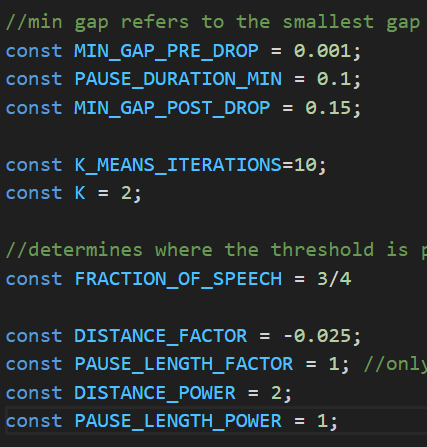 //min gap refers to the smallest gap
const MIN_GAP_PRE_DROP = 0.001;
const PAUSE_DURATION_MIN = 0.1;
const MIN_GAP_POST_DROP = 0.15;
const K_MEANS_ITERATIONS=10;
const K = 2;
//determines where the threshold is p
const FRACTION_OF_SPEECH = 3/4
const DISTANCE_FACTOR = -0.025;
const PAUSE_LENGTH_FACTOR = 1; //only
const DISTANCE_POWER = 2;
const PAUSE_LENGTH_POWER = 1;